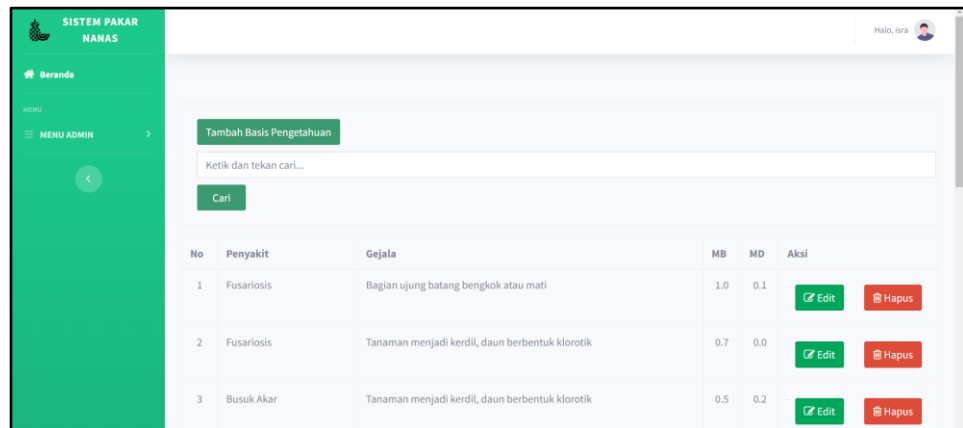 SISTEM PAKAR
NANAS
Halo, isra
Beranda
MENU
MENU ADMIN
Tambah Basis Pengetahuan
Ketik dan tekan cari...
Cari
No Penyakit Gejala MB MD Aksi
1 Fusariosis Bagian ujung batang bengkok atau mati 1.0 0.1 Edit Hapus
2 Fusariosis Tanaman menjadi kerdil, daun berbentuk klorotik 0.7 0.0 Edit Hapus
3 Busuk Akar Tanaman menjadi kerdil, daun berbentuk klorotik 0.5 0.2 Edit Hapus